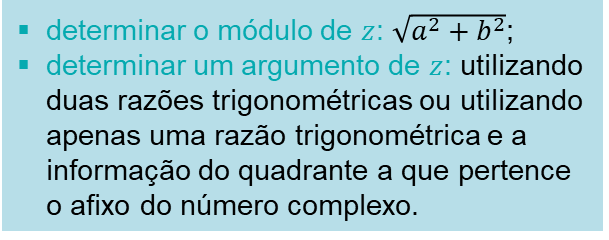 ▪ determinar o módulo de z: √a² + b²;
▪ determinar um argumento de z: utilizando
duas razões trigonométricas ou utilizando
apenas uma razão trigonométrica e a
informação do quadrante a que pertence
o afixo do número complexo.